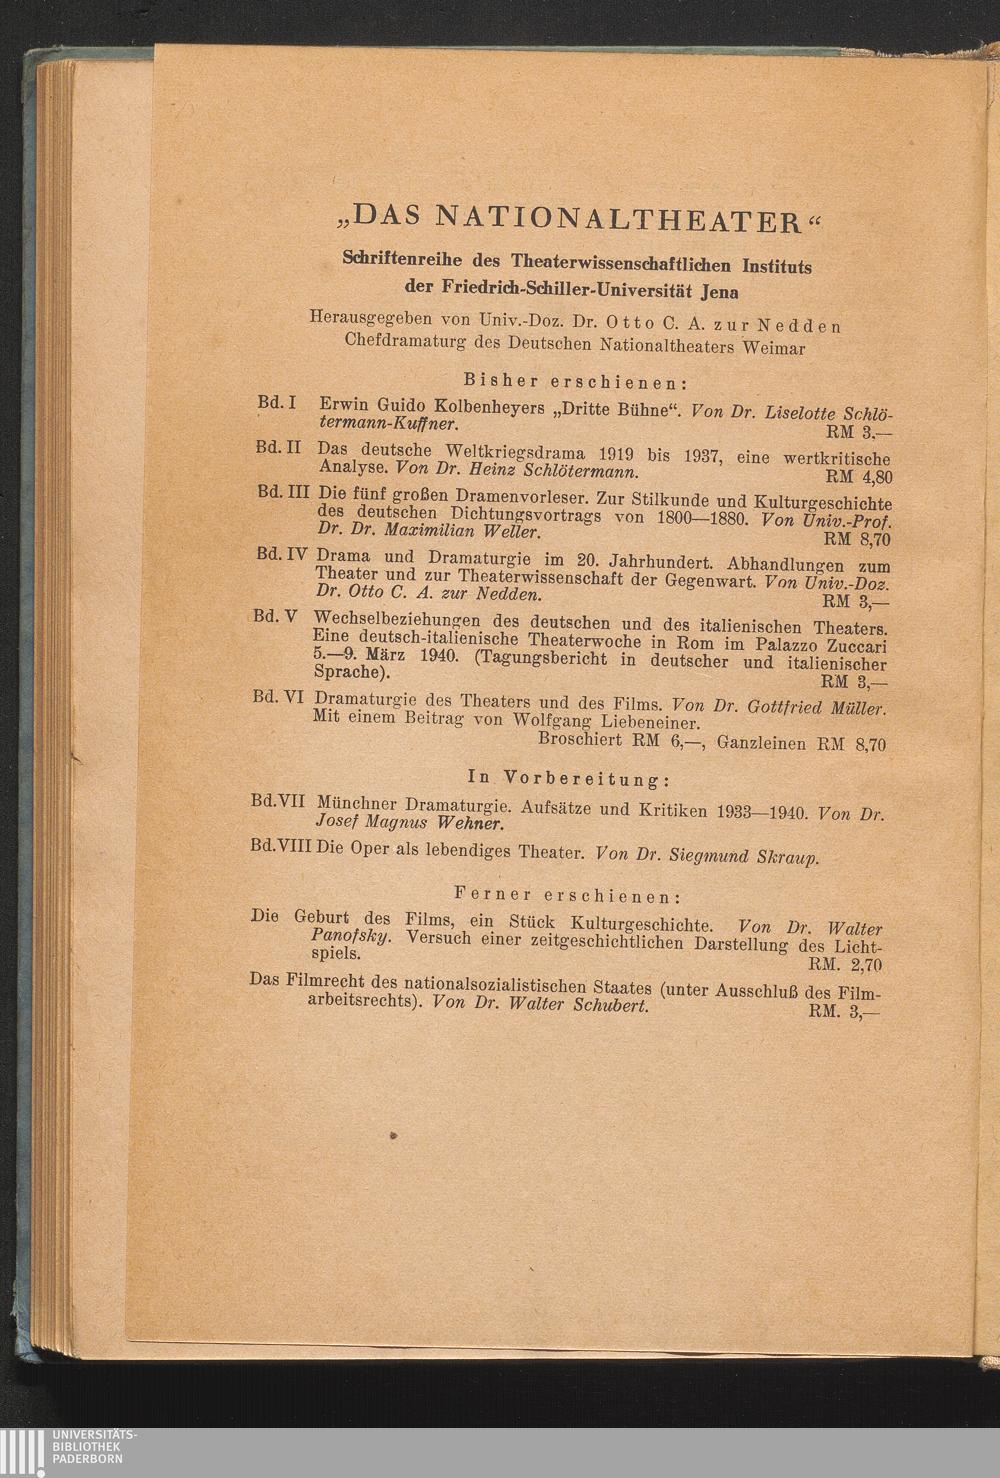 „DAS NATIONALTHEATER“
Schriftenreihe des Theaterwissenschaftlichen Instituts
der Friedrich-Schiller-Universität Jena
Herausgegeben von Univ.-Doz. Dr. Otto C. A. zur Nedden
Chefdramaturg des Deutschen Nationaltheaters Weimar
Bisher erschienen:
Bd. I Erwin Guido Kolbenheyers „Dritte Bühne“. Von Dr. Liselotte Schlö-
termann-Kuffner. RM 3.—
Bd. II Das deutsche Weltkriegsdrama 1919 bis 1937, eine wertkritische
Analyse. Von Dr. Heinz Schlötermann. RM 4,80
Bd. III Die fünf großen Dramenvorleser. Zur Stilkunde und Kulturgeschichte
des deutschen Dichtungsvortrags von 1800—1880. Von Univ.-Prof.
Dr. Dr. Maximilian Weller. RM 8,70
Bd. IV Drama und Dramaturgie im 20. Jahrhundert. Abhandlungen zum
Theater und zur Theaterwissenschaft der Gegenwart. Von Univ.-Doz.
Dr. Otto C. A. zur Nedden. RM 3,—
Bd. V Wechselbeziehungen des deutschen und des italienischen Theaters.
Eine deutsch-italienische Theaterwoche in Rom im Palazzo Zuccari
5.—9. März 1940. (Tagungsbericht in deutscher und italienischer
Sprache). RM 3,—
Bd. VI Dramaturgie des Theaters und des Films. Von Dr. Gottfried Müller.
Mit einem Beitrag von Wolfgang Liebeneiner.
Broschiert RM 6,—, Ganzleinen RM 8,70
In Vorbereitung:
Bd.VII Münchner Dramaturgie. Aufsätze und Kritiken 1933—1940. Von Dr.
Josef Magnus Wehner.
Bd.VIII Die Oper als lebendiges Theater. Von Dr. Siegmund Skraup.
Ferner erschienen:
Die Geburt des Films, ein Stück Kulturgeschichte. Von Dr. Walter
Panofsky. Versuch einer zeitgeschichtlichen Darstellung des Licht-
spiels. RM. 2,70
Das Filmrecht des nationalsozialistischen Staates (unter Ausschluß des Film-
arbeitsrechts). Von Dr. Walter Schubert. RM. 3,—
UNIVERSITÄTS-
BIBLIOTHEK
PADERBORN